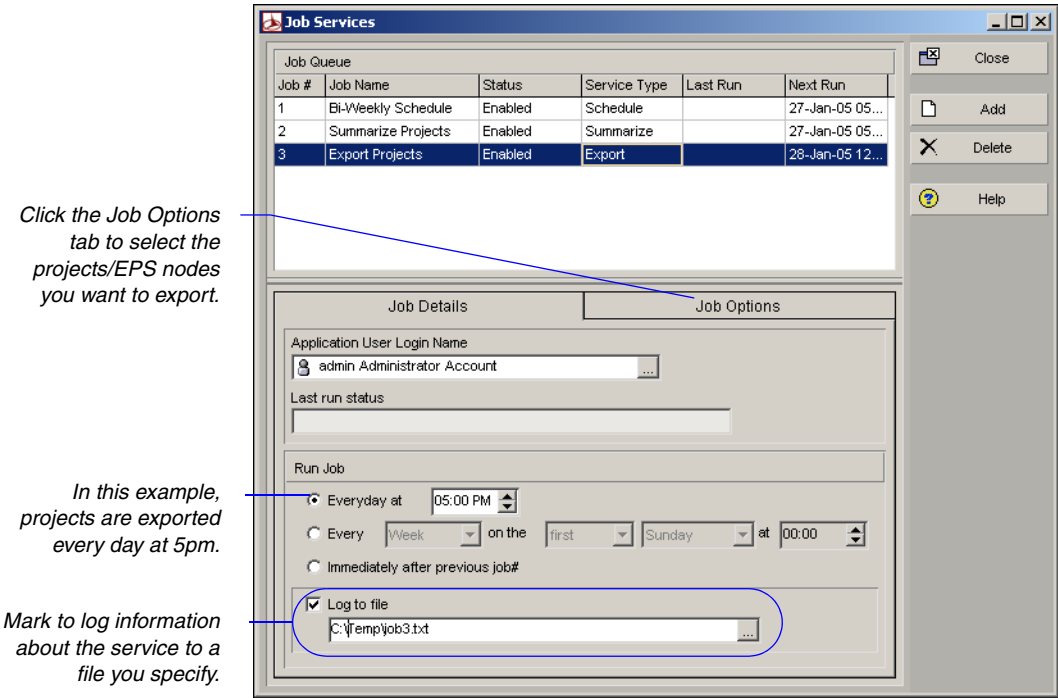 Job Services
Job Queue
Job # Job Name Status Service Type Last Run Next Run
1 Bi-Weekly Schedule Enabled Schedule 27-Jan-05 05...
2 Summarize Projects Enabled Summarize 27-Jan-05 05...
3 Export Projects Enabled Export 28-Jan-05 12...
Close
Add
Delete
Help
Click the Job Options
tab to select the
projects/EPS nodes
you want to export.
Job Details Job Options
Application User Login Name
admin Administrator Account ...
Last run status
Run Job
In this example,
projects are exported
every day at 5pm.
Everyday at 05:00 PM
Every Week on the first Sunday at 00:00
Immediately after previous job#
Mark to log information
about the service to a
file you specify.
Log to file
C:\Temp\job3.txt ...